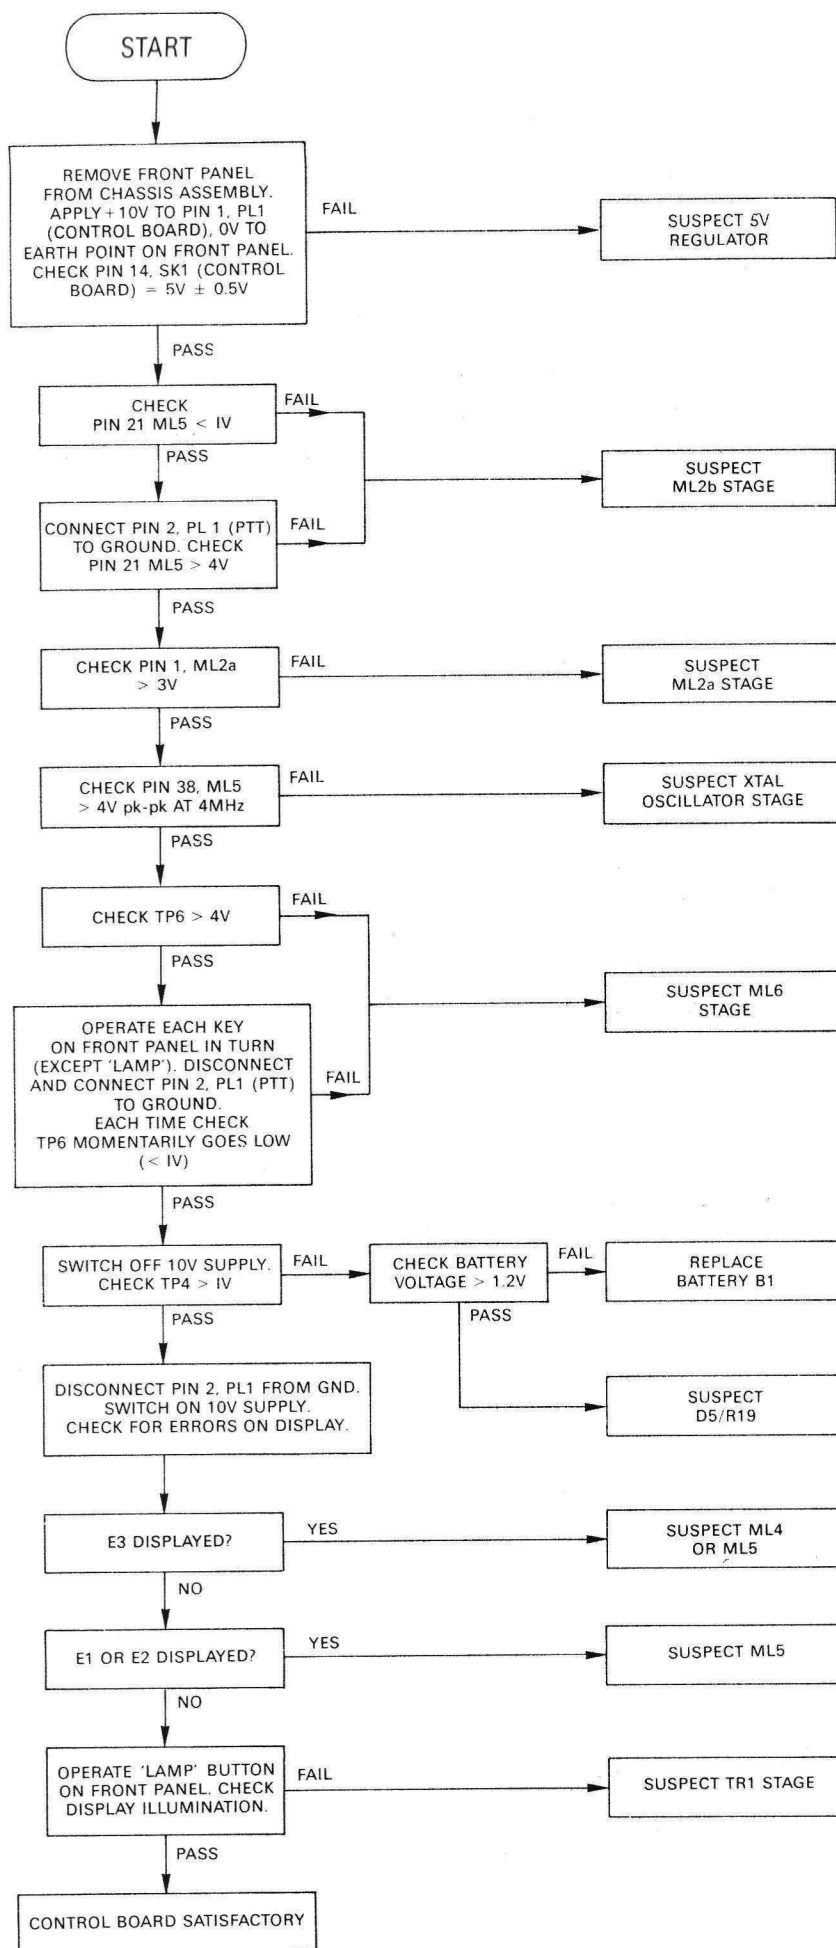 START
REMOVE FRONT PANEL
FROM CHASSIS ASSEMBLY.
APPLY +10V TO PIN 1, PL1
(CONTROL BOARD), 0V TO
EARTH POINT ON FRONT PANEL.
CHECK PIN 14, SK1 (CONTROL
BOARD) = 5V ± 0.5V
FAIL
SUSPECT 5V
REGULATOR
PASS
CHECK
PIN 21 ML5 < IV
FAIL
PASS
SUSPECT
ML2b STAGE
CONNECT PIN 2, PL 1 (PTT)
TO GROUND. CHECK
PIN 21 ML5 > 4V
FAIL
PASS
CHECK PIN 1, ML2a
> 3V
FAIL
SUSPECT
ML2a STAGE
PASS
CHECK PIN 38, ML5
> 4V pk-pk AT 4MHz
FAIL
SUSPECT XTAL
OSCILLATOR STAGE
PASS
CHECK TP6 > 4V
FAIL
PASS
SUSPECT ML6
STAGE
OPERATE EACH KEY
ON FRONT PANEL IN TURN
(EXCEPT 'LAMP'). DISCONNECT
AND CONNECT PIN 2, PL1 (PTT)
TO GROUND.
EACH TIME CHECK
TP6 MOMENTARILY GOES LOW
(< IV)
FAIL
PASS
SWITCH OFF 10V SUPPLY.
CHECK TP4 > IV
FAIL
CHECK BATTERY
VOLTAGE > 1.2V
FAIL
REPLACE
BATTERY B1
PASS
PASS
DISCONNECT PIN 2, PL1 FROM GND.
SWITCH ON 10V SUPPLY.
CHECK FOR ERRORS ON DISPLAY.
SUSPECT
D5/R19
E3 DISPLAYED?
YES
SUSPECT ML4
OR ML5
NO
E1 OR E2 DISPLAYED?
YES
SUSPECT ML5
NO
OPERATE 'LAMP' BUTTON
ON FRONT PANEL. CHECK
DISPLAY ILLUMINATION.
FAIL
SUSPECT TR1 STAGE
PASS
CONTROL BOARD SATISFACTORY